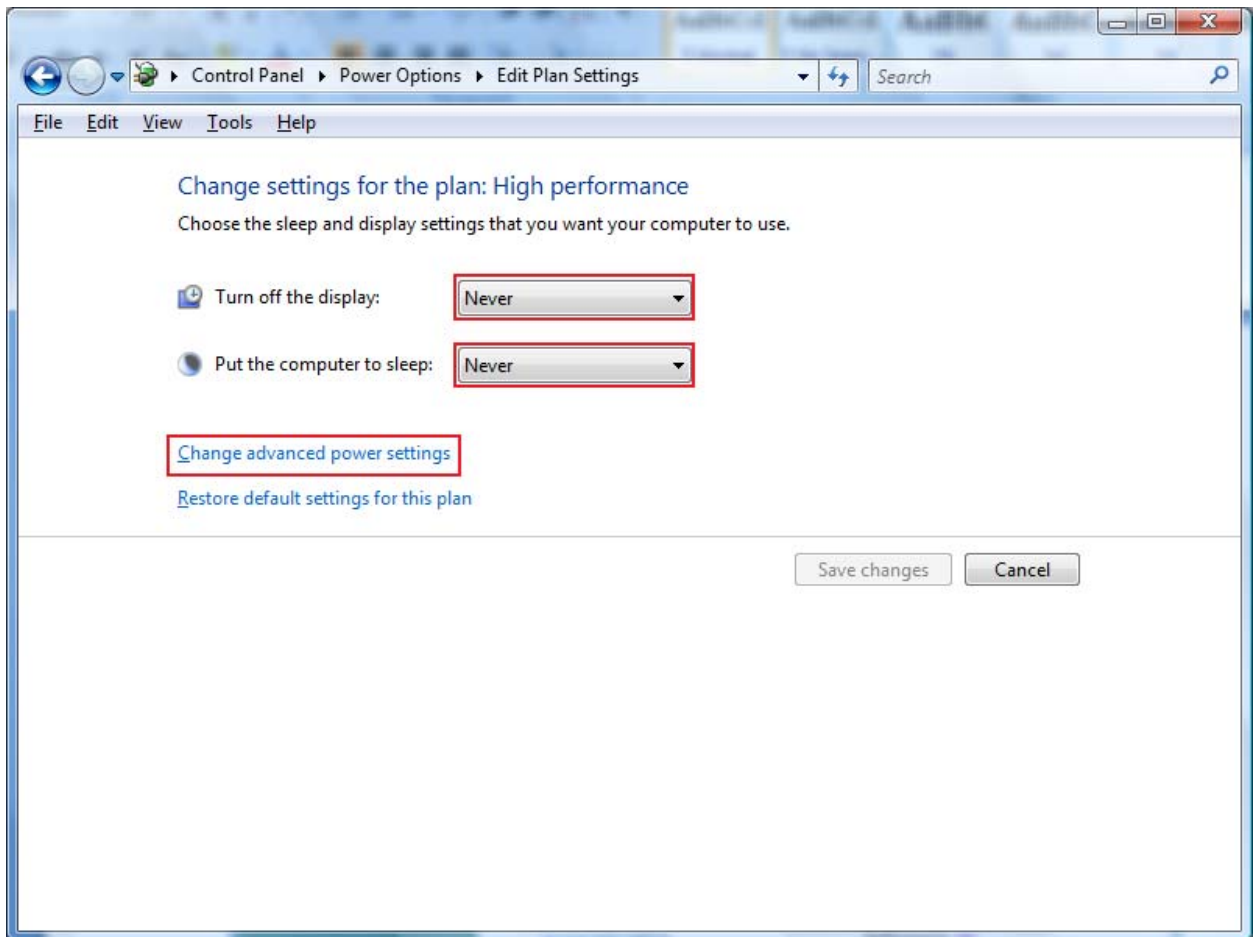 Control Panel Power Options Edit Plan Settings Search
File Edit View Tools Help
Change settings for the plan: High performance
Choose the sleep and display settings that you want your computer to use.
Turn off the display: Never
Put the computer to sleep: Never
Change advanced power settings
Restore default settings for this plan
Save changes Cancel